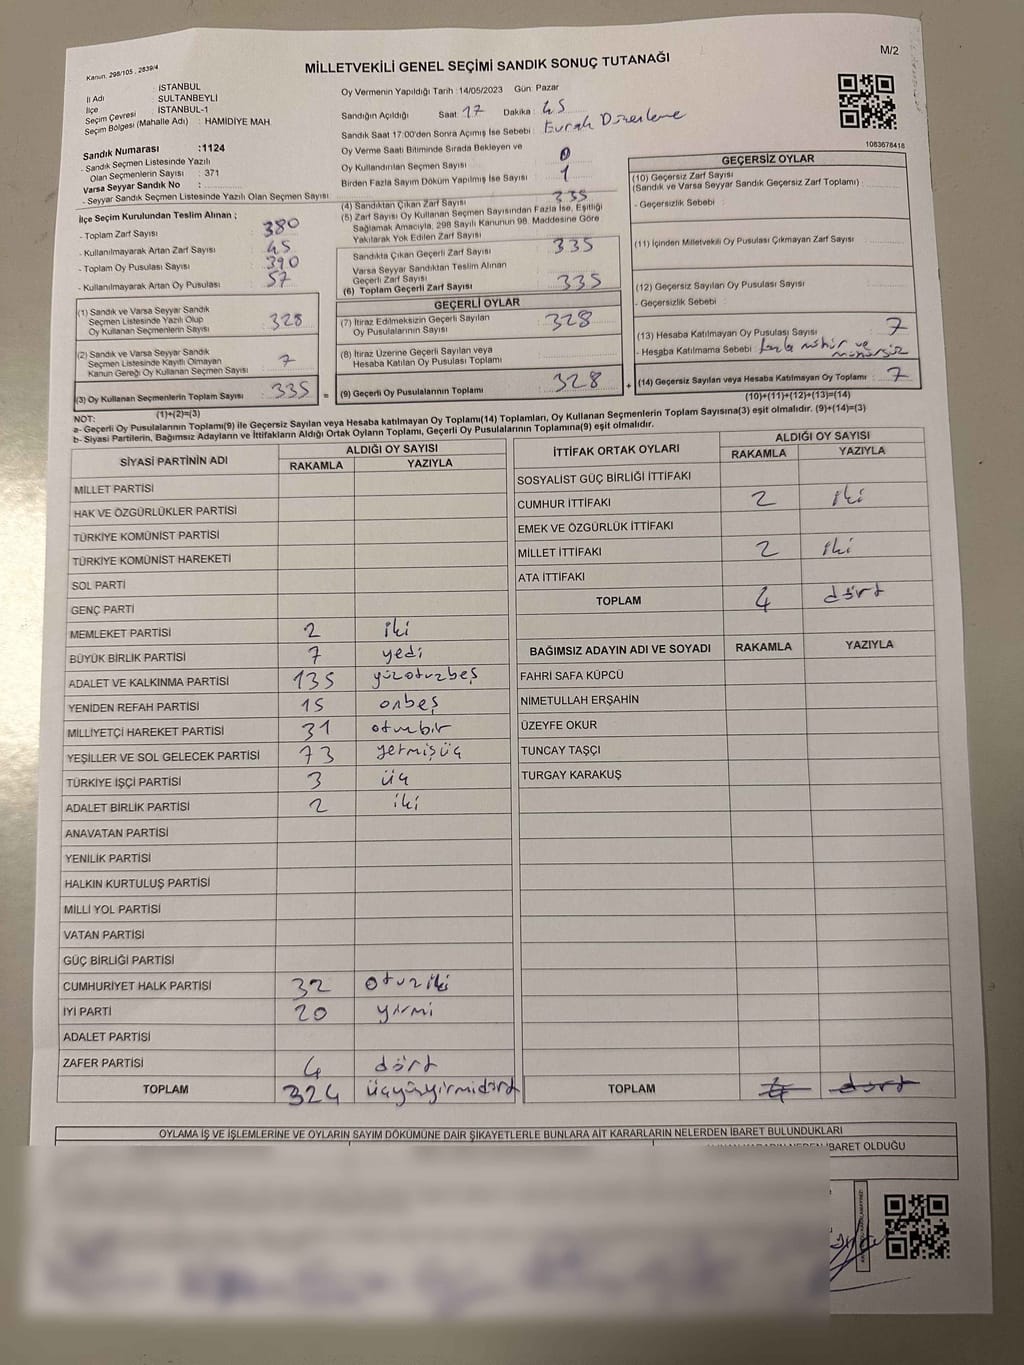 M/2
Kanun. 298/105 . 2839/4
MİLLETVEKİLİ GENEL SEÇİMİ SANDIK SONUÇ TUTANAĞI
İl Adı : İSTANBUL
İlçe : SULTANBEYLİ
Seçim Çevresi : İSTANBUL-1
Seçim Bölgesi (Mahalle Adı) : HAMİDİYE MAH.
Sandık Numarası :1124
- Sandık Seçmen Listesinde Yazılı
Olan Seçmenlerin Sayısı : 371
Varsa Seyyar Sandık No :
- Seyyar Sandık Seçmen Listesinde Yazılı Olan Seçmen Sayısı :
Oy Vermenin Yapıldığı Tarih :14/05/2023 Gün: Pazar
Sandığın Açıldığı Saat: 17 Dakika : 45
Sandık Saat 17:00'den Sonra Açımış İse Sebebi : Evrak Düzenleme
Oy Verme Saati Bitiminde Sırada Bekleyen ve
Oy Kullandırılan Seçmen Sayısı 0
Birden Fazla Sayım Döküm Yapılmış İse Sayısı 1
1083678418
İlçe Seçim Kurulundan Teslim Alınan ;
- Toplam Zarf Sayısı 380
- Kullanılmayarak Artan Zarf Sayısı 45
- Toplam Oy Pusulası Sayısı 390
- Kullanılmayarak Artan Oy Pusulası 57
(1) Sandık ve Varsa Seyyar Sandık
Seçmen Listesinde Yazılı Olup
Oy Kullanan Seçmenlerin Sayısı 328
(2) Sandık ve Varsa Seyyar Sandık
Seçmen Listesinde Kayıtlı Olmayan
Kanun Gereği Oy Kullanan Seçmen Sayısı 7
(3) Oy Kullanan Seçmenlerin Toplam Sayısı 335 =
(1)+(2)=(3)
(4) Sandıktan Çıkan Zarf Sayısı 335
(5) Zarf Sayısı Oy Kullanan Seçmen Sayısından Fazla İse, Eşitliği
Sağlamak Amacıyla, 298 Sayılı Kanunun 98. Maddesine Göre
Yakılarak Yok Edilen Zarf Sayısı
Sandıkta Çıkan Geçerli Zarf Sayısı 335
Varsa Seyyar Sandıktan Teslim Alınan
Geçerli Zarf Sayısı
(6) Toplam Geçerli Zarf Sayısı 335
GEÇERLİ OYLAR
(7) İtiraz Edilmeksizin Geçerli Sayılan
Oy Pusulalarının Sayısı 328
(8) İtiraz Üzerine Geçerli Sayılan veya
Hesaba Katılan Oy Pusulası Toplamı
(9) Geçerli Oy Pusulalarının Toplamı 328 +
GEÇERSİZ OYLAR
(10) Geçersiz Zarf Sayısı
(Sandık ve Varsa Seyyar Sandık Geçersiz Zarf Toplamı)
- Geçersizlik Sebebi :
(11) İçinden Milletvekili Oy Pusulası Çıkmayan Zarf Sayısı
(12) Geçersiz Sayılan Oy Pusulası Sayısı
- Geçersizlik Sebebi :
(13) Hesaba Katılmayan Oy Pusulası Sayısı 7
- Hesaba Katılmama Sebebi : fazla mühür ve
mühürsüz
(14) Geçersiz Sayılan veya Hesaba Katılmayan Oy Toplamı 7
(10)+(11)+(12)+(13)=(14)
NOT:
a- Geçerli Oy Pusulalarının Toplamı(9) ile Geçersiz Sayılan veya Hesaba katılmayan Oy Toplamı(14) Toplamları, Oy Kullanan Seçmenlerin Toplam Sayısına(3) eşit olmalıdır. (9)+(14)=(3)
b- Siyasi Partilerin, Bağımsız Adayların ve İttifakların Aldığı Ortak Oyların Toplamı, Geçerli Oy Pusulalarının Toplamına(9) eşit olmalıdır.
SİYASİ PARTİNİN ADI ALDIĞI OY SAYISI
RAKAMLA YAZIYLA
MİLLET PARTİSİ
HAK VE ÖZGÜRLÜKLER PARTİSİ
TÜRKİYE KOMÜNİST PARTİSİ
TÜRKİYE KOMÜNİST HAREKETİ
SOL PARTİ
GENÇ PARTİ
MEMLEKET PARTİSİ 2 iki
BÜYÜK BİRLİK PARTİSİ 7 yedi
ADALET VE KALKINMA PARTİSİ 135 yüzotuzbeş
YENİDEN REFAH PARTİSİ 15 onbeş
MİLLİYETÇİ HAREKET PARTİSİ 31 otuzbir
YEŞİLLER VE SOL GELECEK PARTİSİ 73 yetmişüç
TÜRKİYE İŞÇİ PARTİSİ 3 üç
ADALET BİRLİK PARTİSİ 2 iki
ANAVATAN PARTİSİ
YENİLİK PARTİSİ
HALKIN KURTULUŞ PARTİSİ
MİLLİ YOL PARTİSİ
VATAN PARTİSİ
GÜÇ BİRLİĞİ PARTİSİ
CUMHURİYET HALK PARTİSİ 32 otuziki
İYİ PARTİ 20 yirmi
ADALET PARTİSİ
ZAFER PARTİSİ 4 dört
TOPLAM 324 üçyüzyirmidört
İTTİFAK ORTAK OYLARI ALDIĞI OY SAYISI
RAKAMLA YAZIYLA
SOSYALİST GÜÇ BİRLİĞİ İTTİFAKI
CUMHUR İTTİFAKI 2 iki
EMEK VE ÖZGÜRLÜK İTTİFAKI
MİLLET İTTİFAKI 2 iki
ATA İTTİFAKI
TOPLAM 4 dört
BAĞIMSIZ ADAYIN ADI VE SOYADI RAKAMLA YAZIYLA
FAHRİ SAFA KÜPCÜ
NİMETULLAH ERŞAHİN
ÜZEYFE OKUR
TUNCAY TAŞÇI
TURGAY KARAKUŞ
TOPLAM 4 dört
OYLAMA İŞ VE İŞLEMLERİNE VE OYLARIN SAYIM DÖKÜMÜNE DAİR ŞİKAYETLERLE BUNLARA AİT KARARLARIN NELERDEN İBARET BULUNDUKLARI
İBARET OLDUĞU